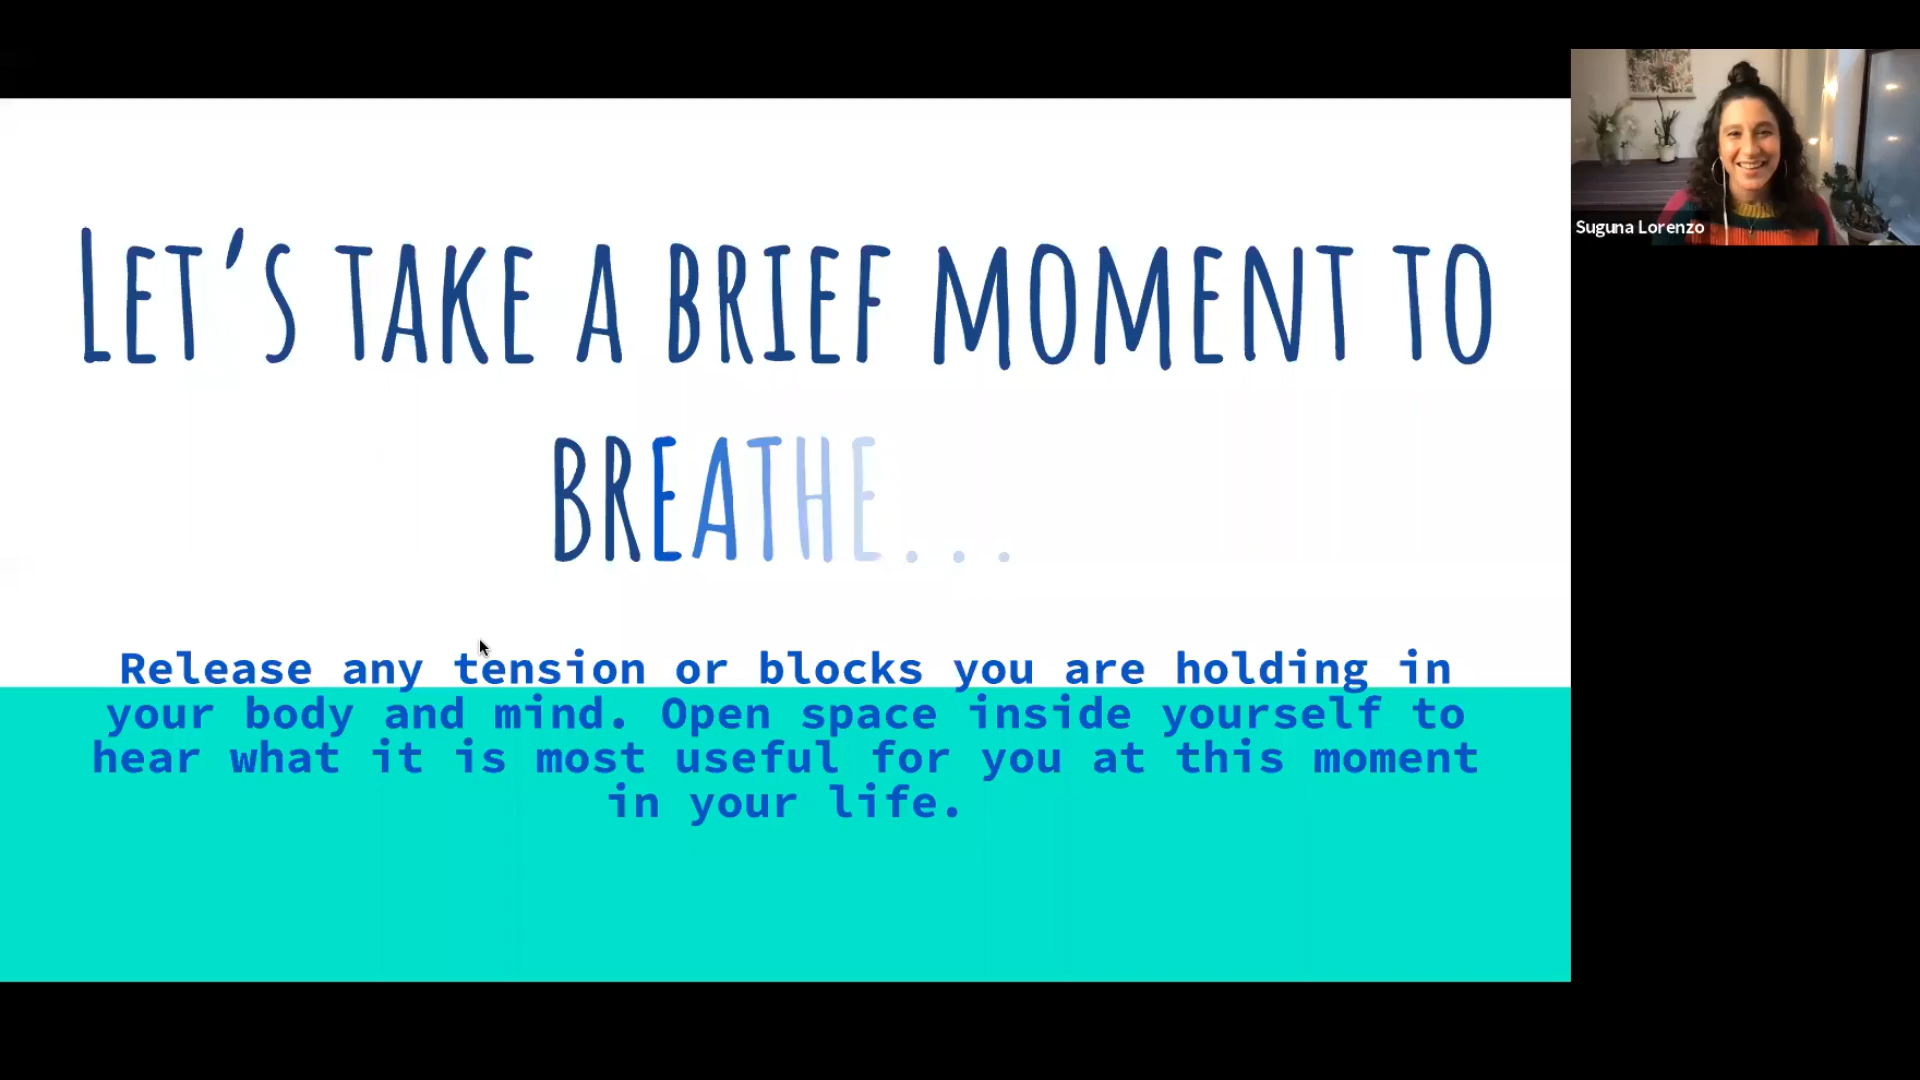 LET'S TAKE A BRIEF MOMENT TO
BREATHE...
Release any tension or blocks you are holding in
your body and mind. Open space inside yourself to
hear what it is most useful for you at this moment
in your life.
Suguna Lorenzo